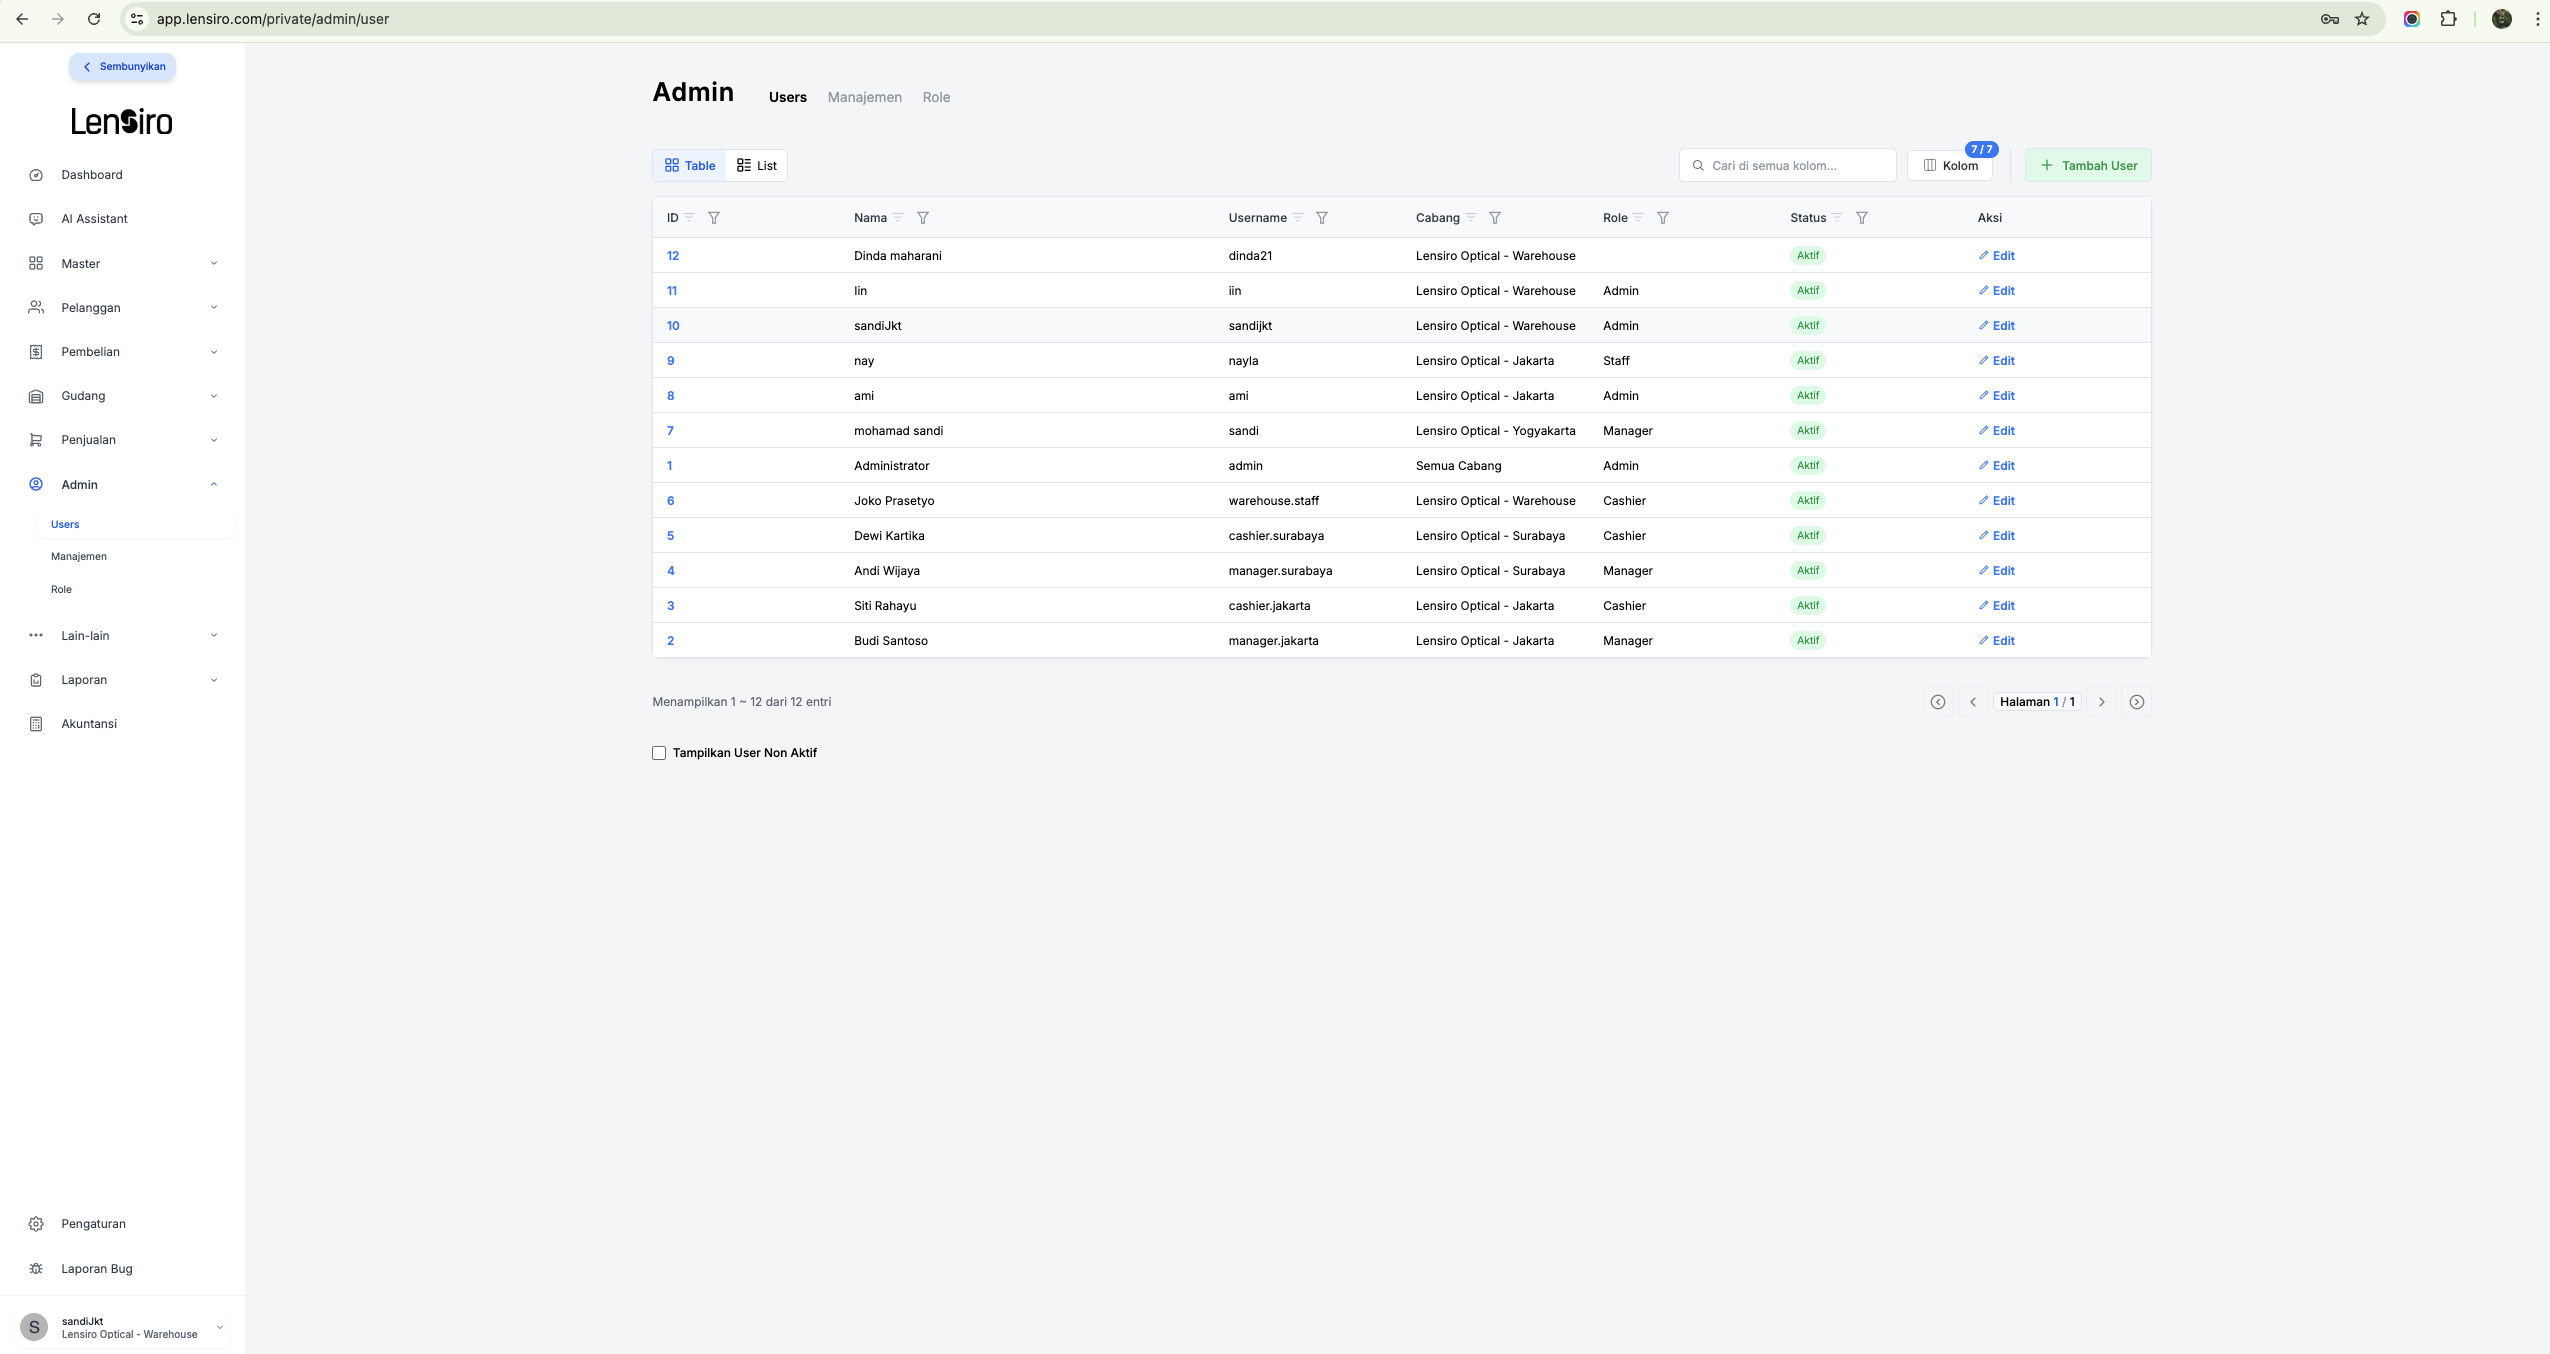 app.lensiro.com/private/admin/user
Sembunyikan
Lensiro
Dashboard
AI Assistant
Master
Pelanggan
Pembelian
Gudang
Penjualan
Admin
Users
Manajemen
Role
Lain-lain
Laporan
Akuntansi
Pengaturan
Laporan Bug
S
sandiJkt
Lensiro Optical - Warehouse
Admin Users Manajemen Role
Table List Cari di semua kolom... Kolom 7 / 7 Tambah User
ID Nama Username Cabang Role Status Aksi
12 Dinda maharani dinda21 Lensiro Optical - Warehouse Aktif Edit
11 Iin iin Lensiro Optical - Warehouse Admin Aktif Edit
10 sandiJkt sandijkt Lensiro Optical - Warehouse Admin Aktif Edit
9 nay nayla Lensiro Optical - Jakarta Staff Aktif Edit
8 ami ami Lensiro Optical - Jakarta Admin Aktif Edit
7 mohamad sandi sandi Lensiro Optical - Yogyakarta Manager Aktif Edit
1 Administrator admin Semua Cabang Admin Aktif Edit
6 Joko Prasetyo warehouse.staff Lensiro Optical - Warehouse Cashier Aktif Edit
5 Dewi Kartika cashier.surabaya Lensiro Optical - Surabaya Cashier Aktif Edit
4 Andi Wijaya manager.surabaya Lensiro Optical - Surabaya Manager Aktif Edit
3 Siti Rahayu cashier.jakarta Lensiro Optical - Jakarta Cashier Aktif Edit
2 Budi Santoso manager.jakarta Lensiro Optical - Jakarta Manager Aktif Edit
Menampilkan 1 ~ 12 dari 12 entri Halaman 1 / 1
Tampilkan User Non Aktif